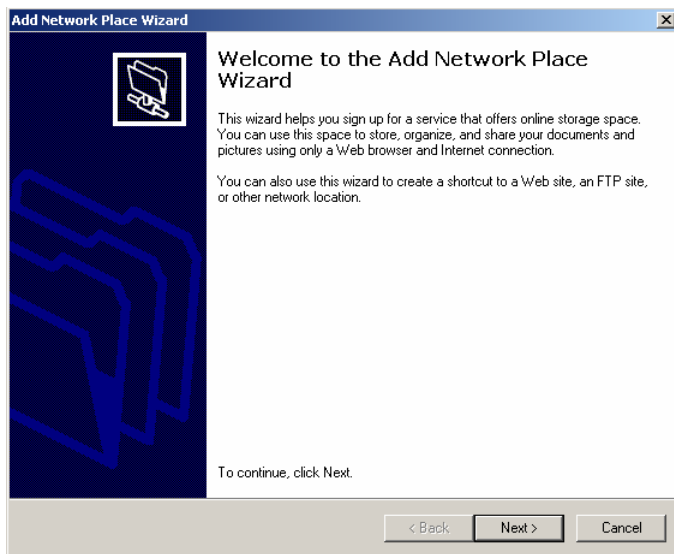 Add Network Place Wizard
Welcome to the Add Network Place
Wizard
This wizard helps you sign up for a service that offers online storage space.
You can use this space to store, organize, and share your documents and
pictures using only a Web browser and Internet connection.
You can also use this wizard to create a shortcut to a Web site, an FTP site,
or other network location.
To continue, click Next.
< Back
Next >
Cancel